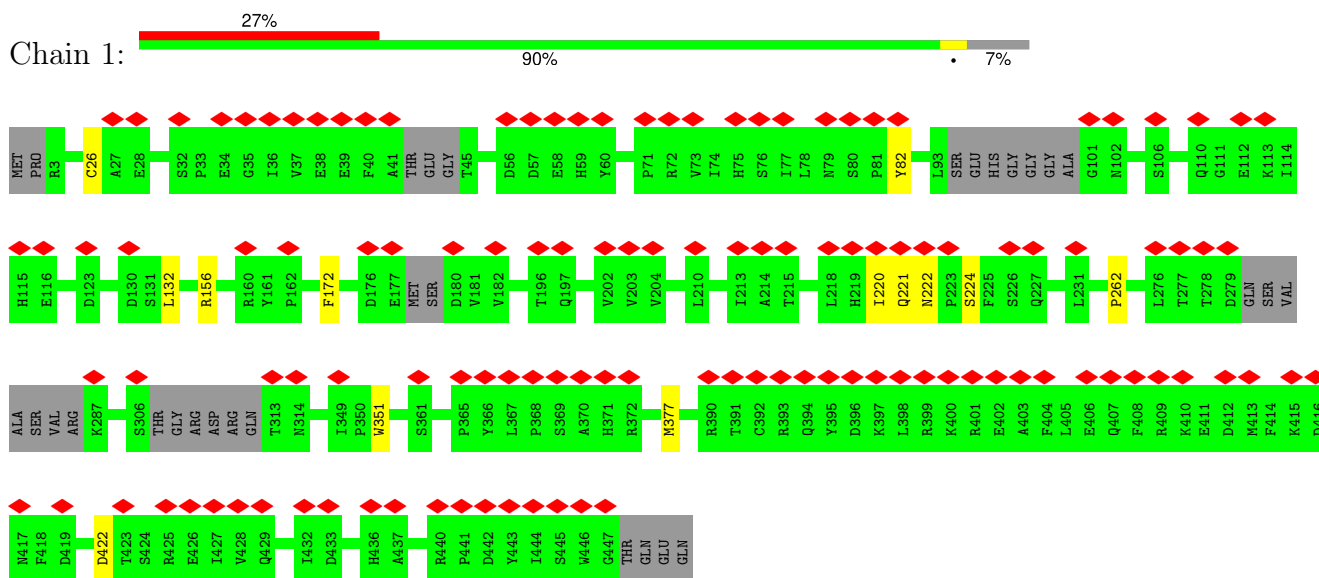 27%
Chain 1:
90% • 7%
MET PRO R3 C26 A27 E28 S32 P33 E34 G35 I36 V37 E38 E39 F40 A41 THR GLU GLY T45 D56 D57 E58 H59 Y60 P71 R72 V73 I74 H75 S76 I77 L78 N79 S80 P81 Y82 L93 SER GLU HIS GLY GLY GLY ALA G101 N102 S106 Q110 G111 E112 K113 I114
H115 E116 D123 D130 S131 L132 R156 R160 Y161 P162 F172 D176 E177 MET SER D180 V181 V182 T196 Q197 V202 V203 V204 L210 I213 A214 T215 L218 H219 I220 Q221 N222 P223 S224 F225 S226 Q227 L231 P262 L276 T277 T278 D279 GLN SER VAL
ALA SER VAL ARG K287 S306 THR GLY ARG ASP ARG GLN T313 N314 I349 P350 W351 S361 P365 Y366 L367 P368 S369 A370 H371 R372 M377 R390 T391 C392 R393 Q394 Y395 D396 K397 L398 R399 K400 R401 E402 A403 F404 L405 E406 Q407 F408 R409 K410 E411 D412 M413 F414 K415 D416
N417 F418 D419 D422 T423 S424 R425 E426 I427 V428 Q429 I432 D433 H436 A437 R440 P441 D442 Y443 I444 S445 W446 G447 THR GLN GLU GLN